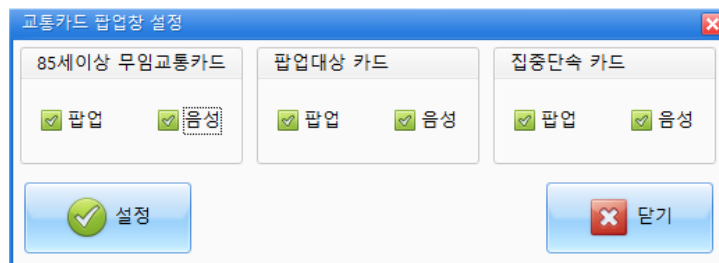 교통카드 팝업창 설정
85세이상 무임교통카드 팝업대상 카드 집중단속 카드
팝업 음성 팝업 음성 팝업 음성
설정 닫기